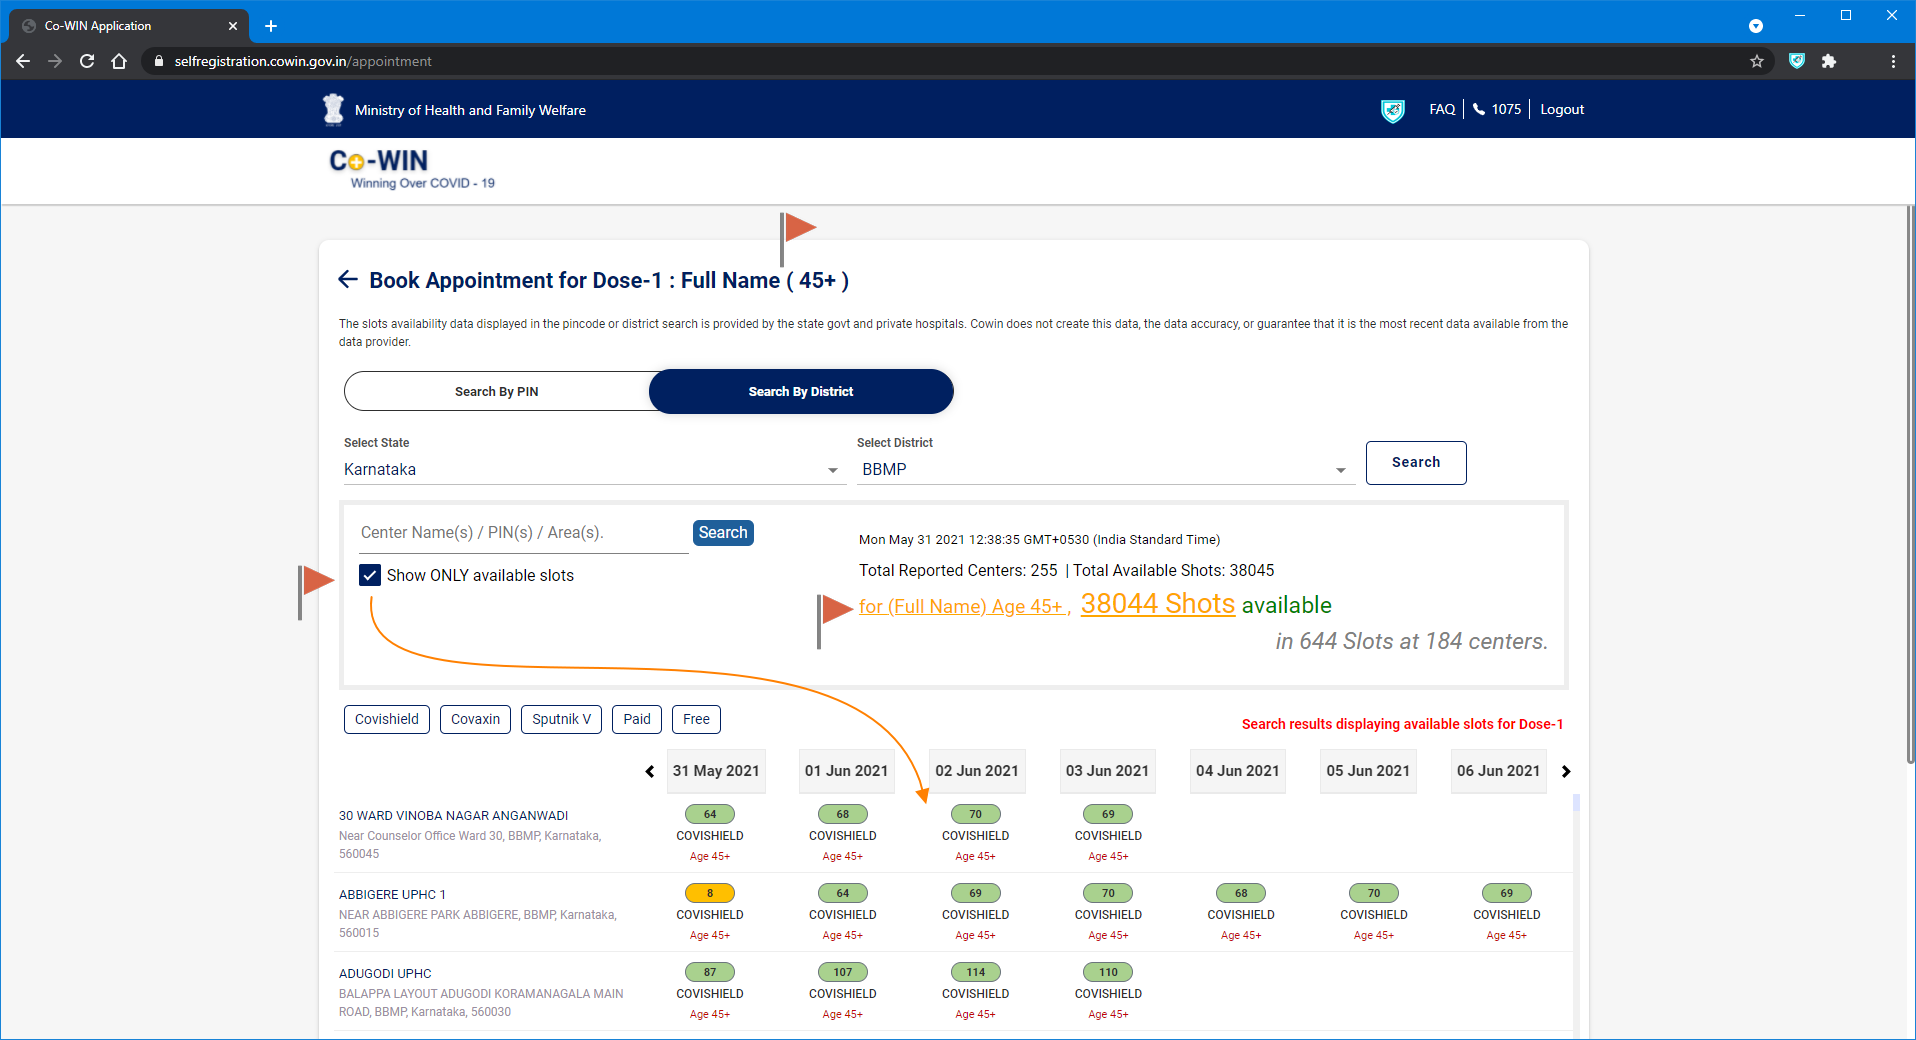 Co-WIN Application
selfregistration.cowin.gov.in/appointment
Ministry of Health and Family Welfare
FAQ
1075
Logout
Co-WIN
Winning Over COVID - 19
Book Appointment for Dose-1 : Full Name ( 45+ )
The slots availability data displayed in the pincode or district search is provided by the state govt and private hospitals. Cowin does not create this data, the data accuracy, or guarantee that it is the most recent data available from the
data provider.
Search By PIN
Search By District
Select State
Select District
Karnataka
BBMP
Search
Center Name(s) / PIN(s) / Area(s).
Search
Show ONLY available slots
Mon May 31 2021 12:38:35 GMT+0530 (India Standard Time)
Total Reported Centers: 255 | Total Available Shots: 38045
for (Full Name) Age 45+ , 38044 Shots available
in 644 Slots at 184 centers.
Covishield
Covaxin
Sputnik V
Paid
Free
Search results displaying available slots for Dose-1
31 May 2021
01 Jun 2021
02 Jun 2021
03 Jun 2021
04 Jun 2021
05 Jun 2021
06 Jun 2021
30 WARD VINOBA NAGAR ANGANWADI
Near Counselor Office Ward 30, BBMP, Karnataka,
560045
64 68 70 69
COVISHIELD COVISHIELD COVISHIELD COVISHIELD
Age 45+ Age 45+ Age 45+ Age 45+
ABBIGERE UPHC 1
NEAR ABBIGERE PARK ABBIGERE, BBMP, Karnataka,
560015
8 64 69 70 68 70 69
COVISHIELD COVISHIELD COVISHIELD COVISHIELD COVISHIELD COVISHIELD COVISHIELD
Age 45+ Age 45+ Age 45+ Age 45+ Age 45+ Age 45+ Age 45+
ADUGODI UPHC
BALAPPA LAYOUT ADUGODI KORAMANAGALA MAIN
ROAD, BBMP, Karnataka, 560030
87 107 114 110
COVISHIELD COVISHIELD COVISHIELD COVISHIELD
Age 45+ Age 45+ Age 45+ Age 45+